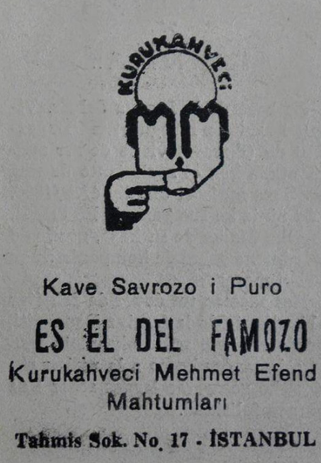 KURUKAHVECİ
Kave Savrozo i Puro
ES EL DEL FAMOZO
Kurukahveci Mehmet Efend
Mahtumları
Tahmis Sok. No. 17 - İSTANBUL